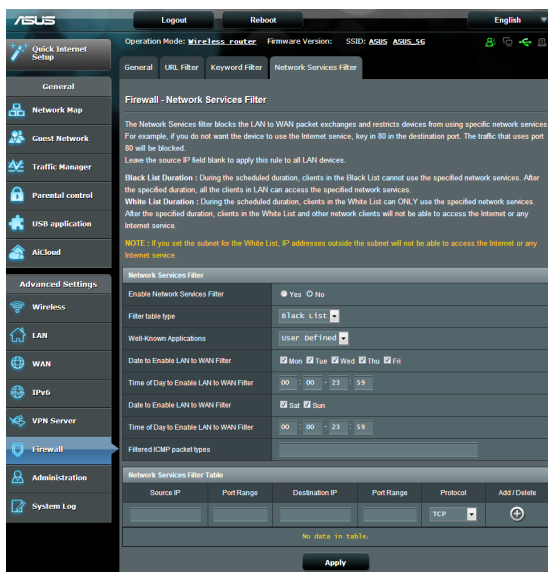 ASUS
Logout
Reboot
English
Quick Internet
Setup
Operation Mode: Wireless router Firmware Version: SSID: ASUS ASUS_5G
General
URL Filter
Keyword Filter
Network Services Filter
General
Network Map
Guest Network
Traffic Manager
Parental control
USB application
AiCloud
Advanced Settings
Wireless
LAN
WAN
IPv6
VPN Server
Firewall
Administration
System Log
Firewall - Network Services Filter
The Network Services filter blocks the LAN to WAN packet exchanges and restricts devices from using specific network services.
For example, if you do not want the device to use the Internet service, key in 80 in the destination port. The traffic that uses port
80 will be blocked.
Leave the source IP field blank to apply this rule to all LAN devices.
Black List Duration : During the scheduled duration, clients in the Black List cannot use the specified network services. After
the specified duration, all the clients in LAN can access the specified network services.
White List Duration : During the scheduled duration, clients in the White List can ONLY use the specified network services.
After the specified duration, clients in the White List and other network clients will not be able to access the Internet or any
Internet service.
NOTE : If you set the subnet for the White List, IP addresses outside the subnet will not be able to access the Internet or any
Internet service.
Network Services Filter
Enable Network Services Filter Yes No
Filter table type Black List
Well-Known Applications User Defined
Date to Enable LAN to WAN Filter Mon Tue Wed Thu Fri
Time of Day to Enable LAN to WAN Filter 00 : 00 - 23 : 59
Date to Enable LAN to WAN Filter Sat Sun
Time of Day to Enable LAN to WAN Filter 00 : 00 - 23 : 59
Filtered ICMP packet types
Network Services Filter Table
Source IP Port Range Destination IP Port Range Protocol Add / Delete
TCP
No data in table.
Apply